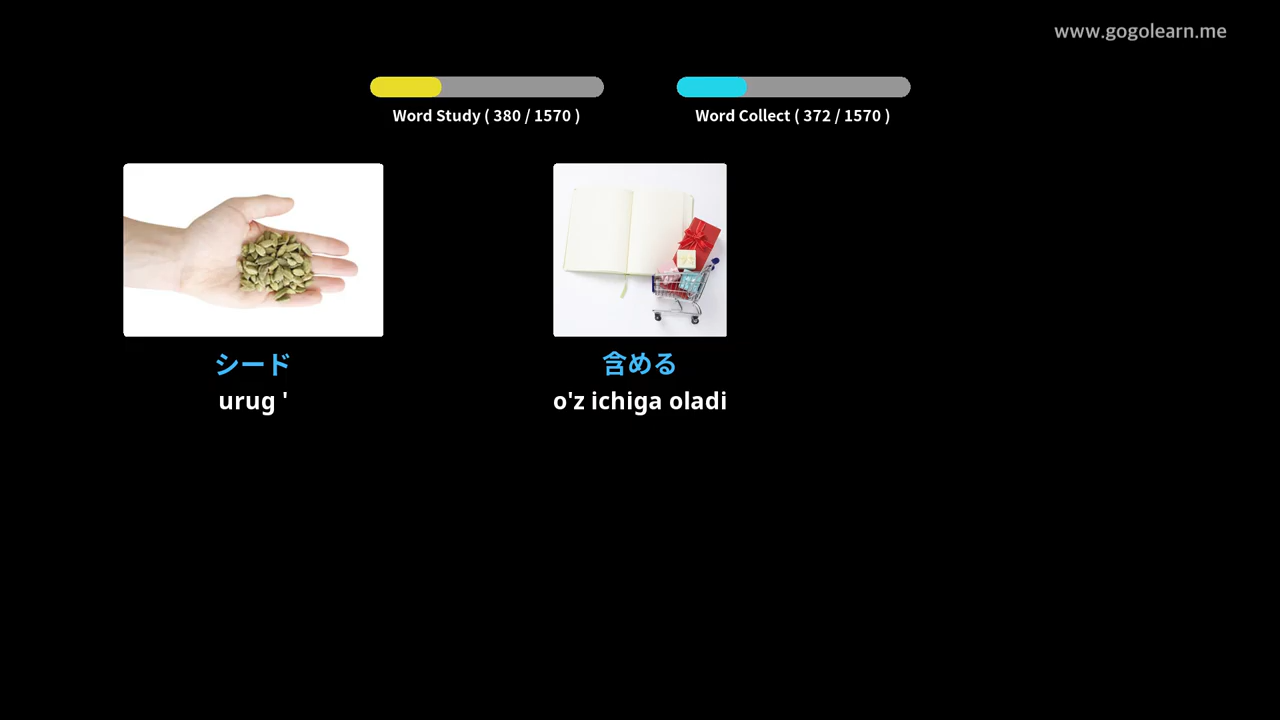 www.gogolearn.me
Word Study ( 380 / 1570 )
Word Collect ( 372 / 1570 )
シード
urug '
含める
o'z ichiga oladi